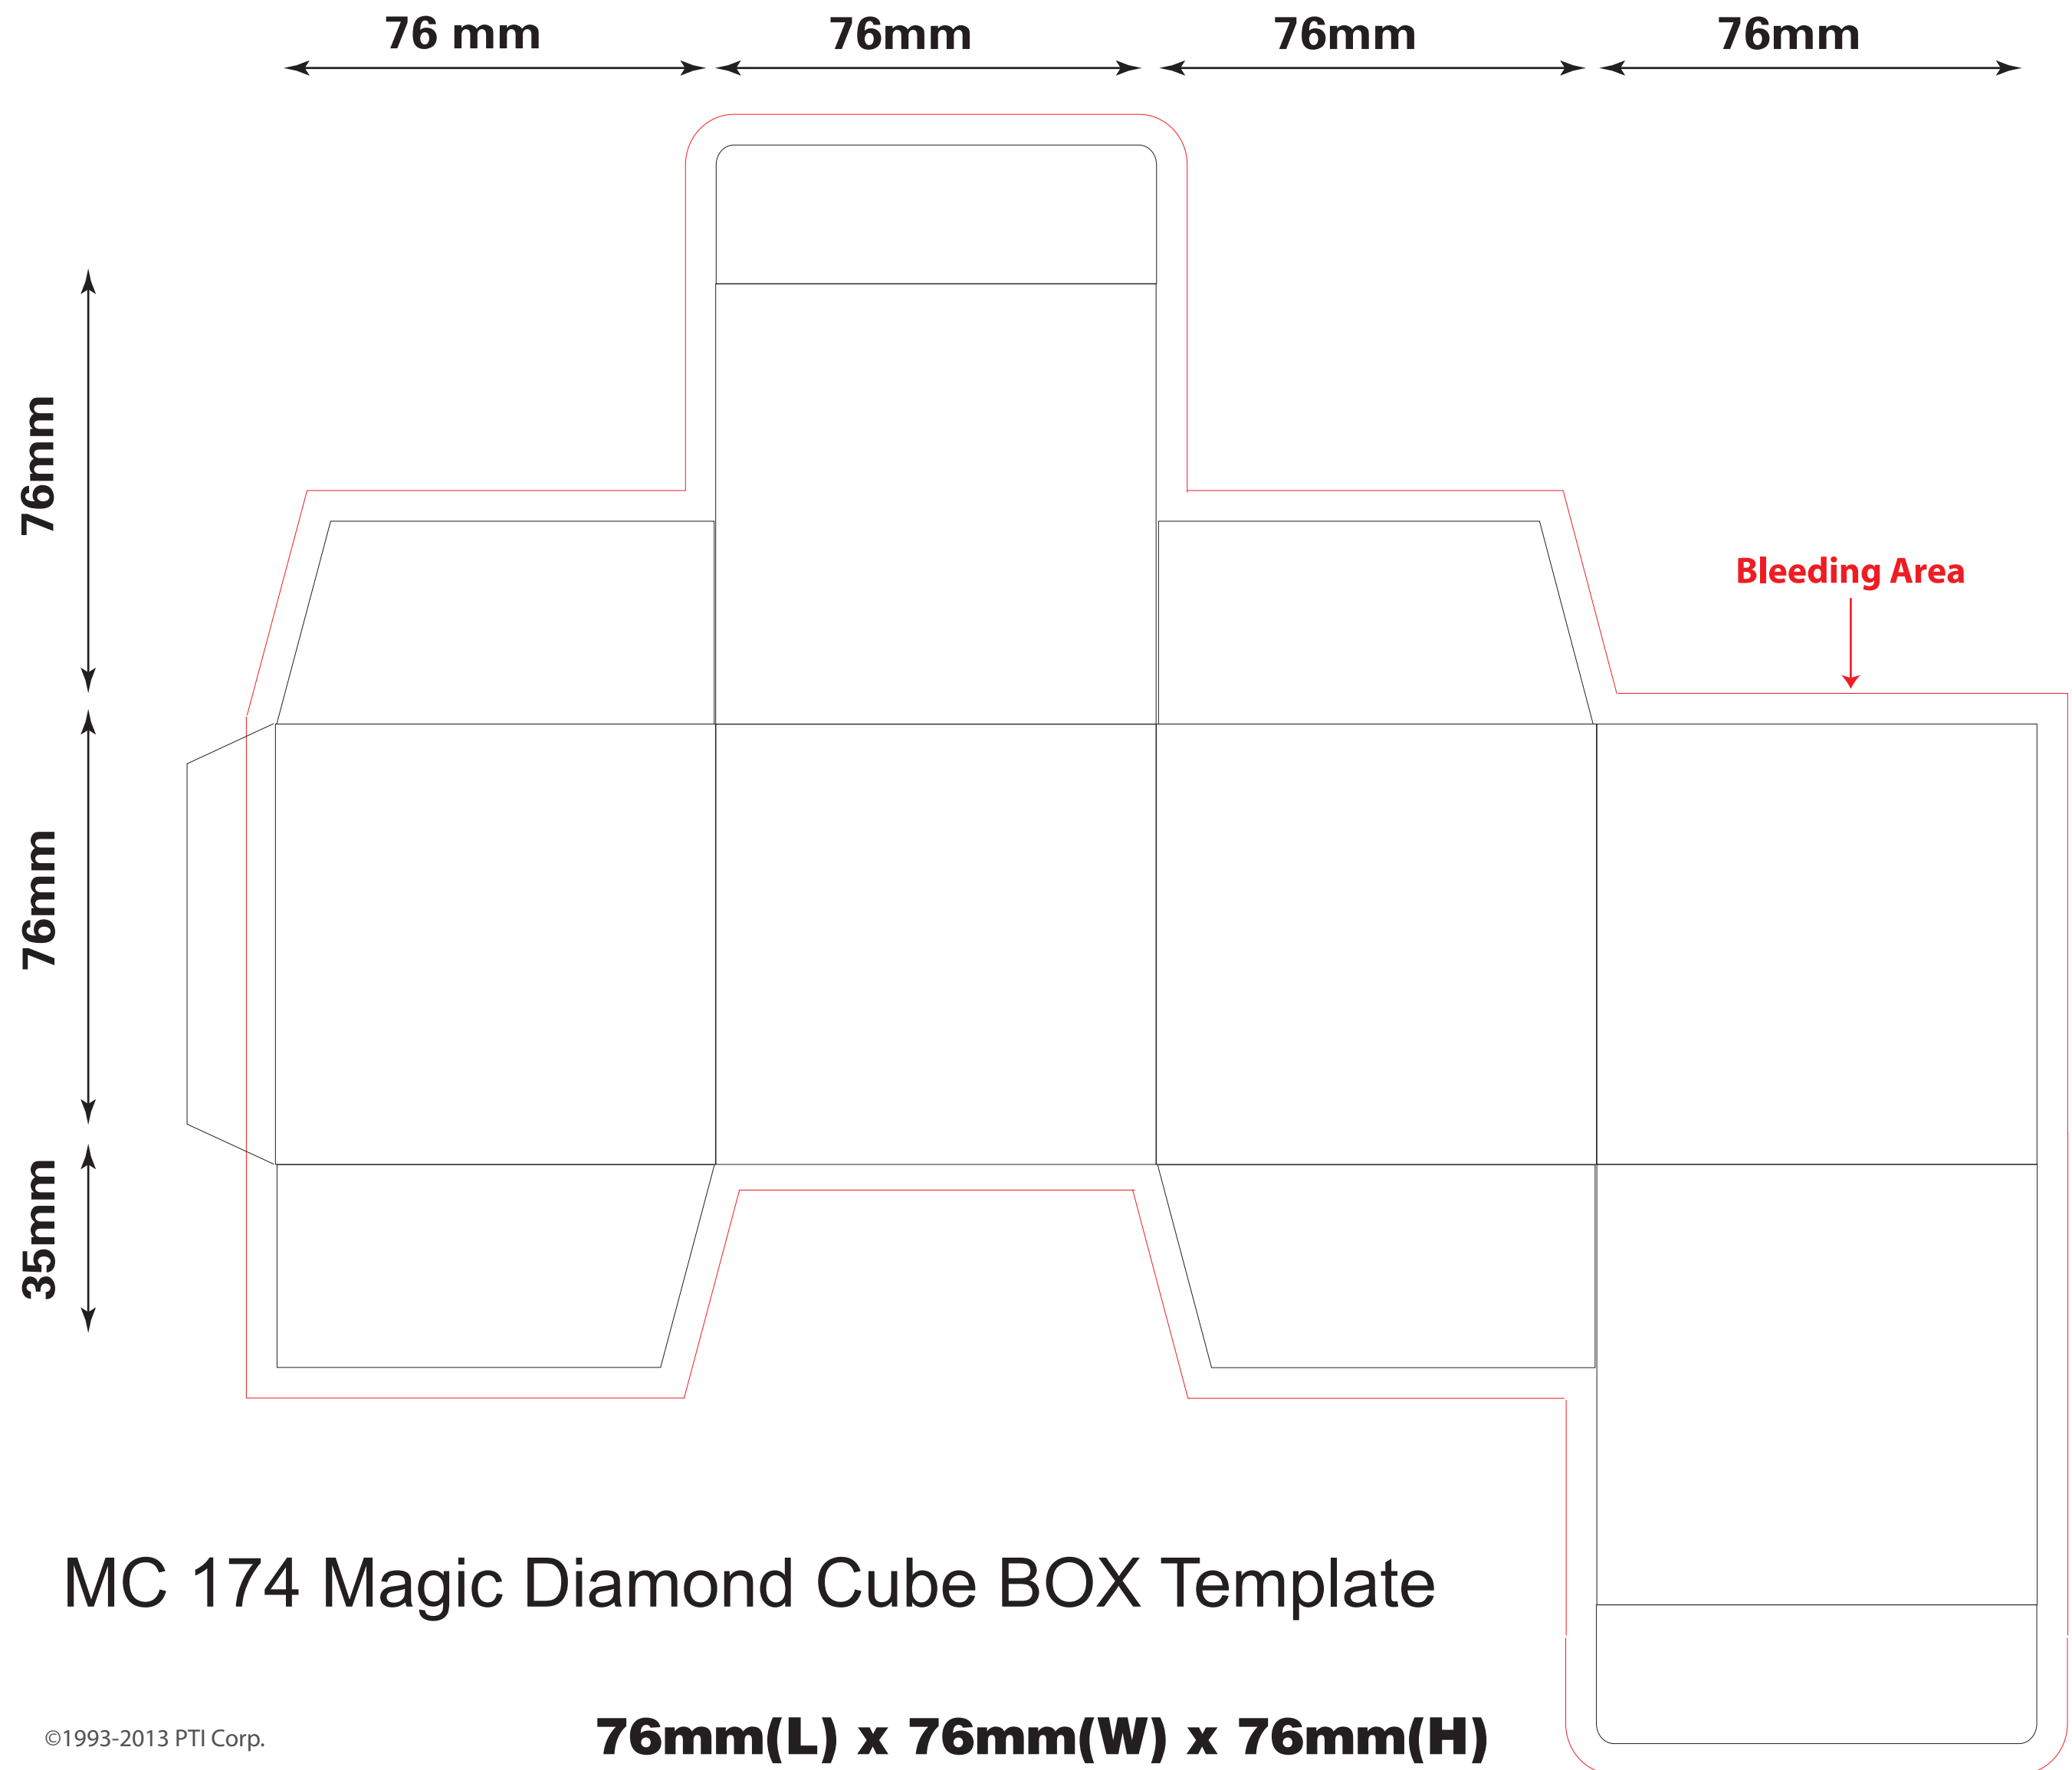 76 mm
76mm
76mm
76mm
76mm
Bleeding Area
76mm
35mm
MC 174 Magic Diamond Cube BOX Template
©1993-2013 PTI Corp.
76mm(L) x 76mm(W) x 76mm(H)